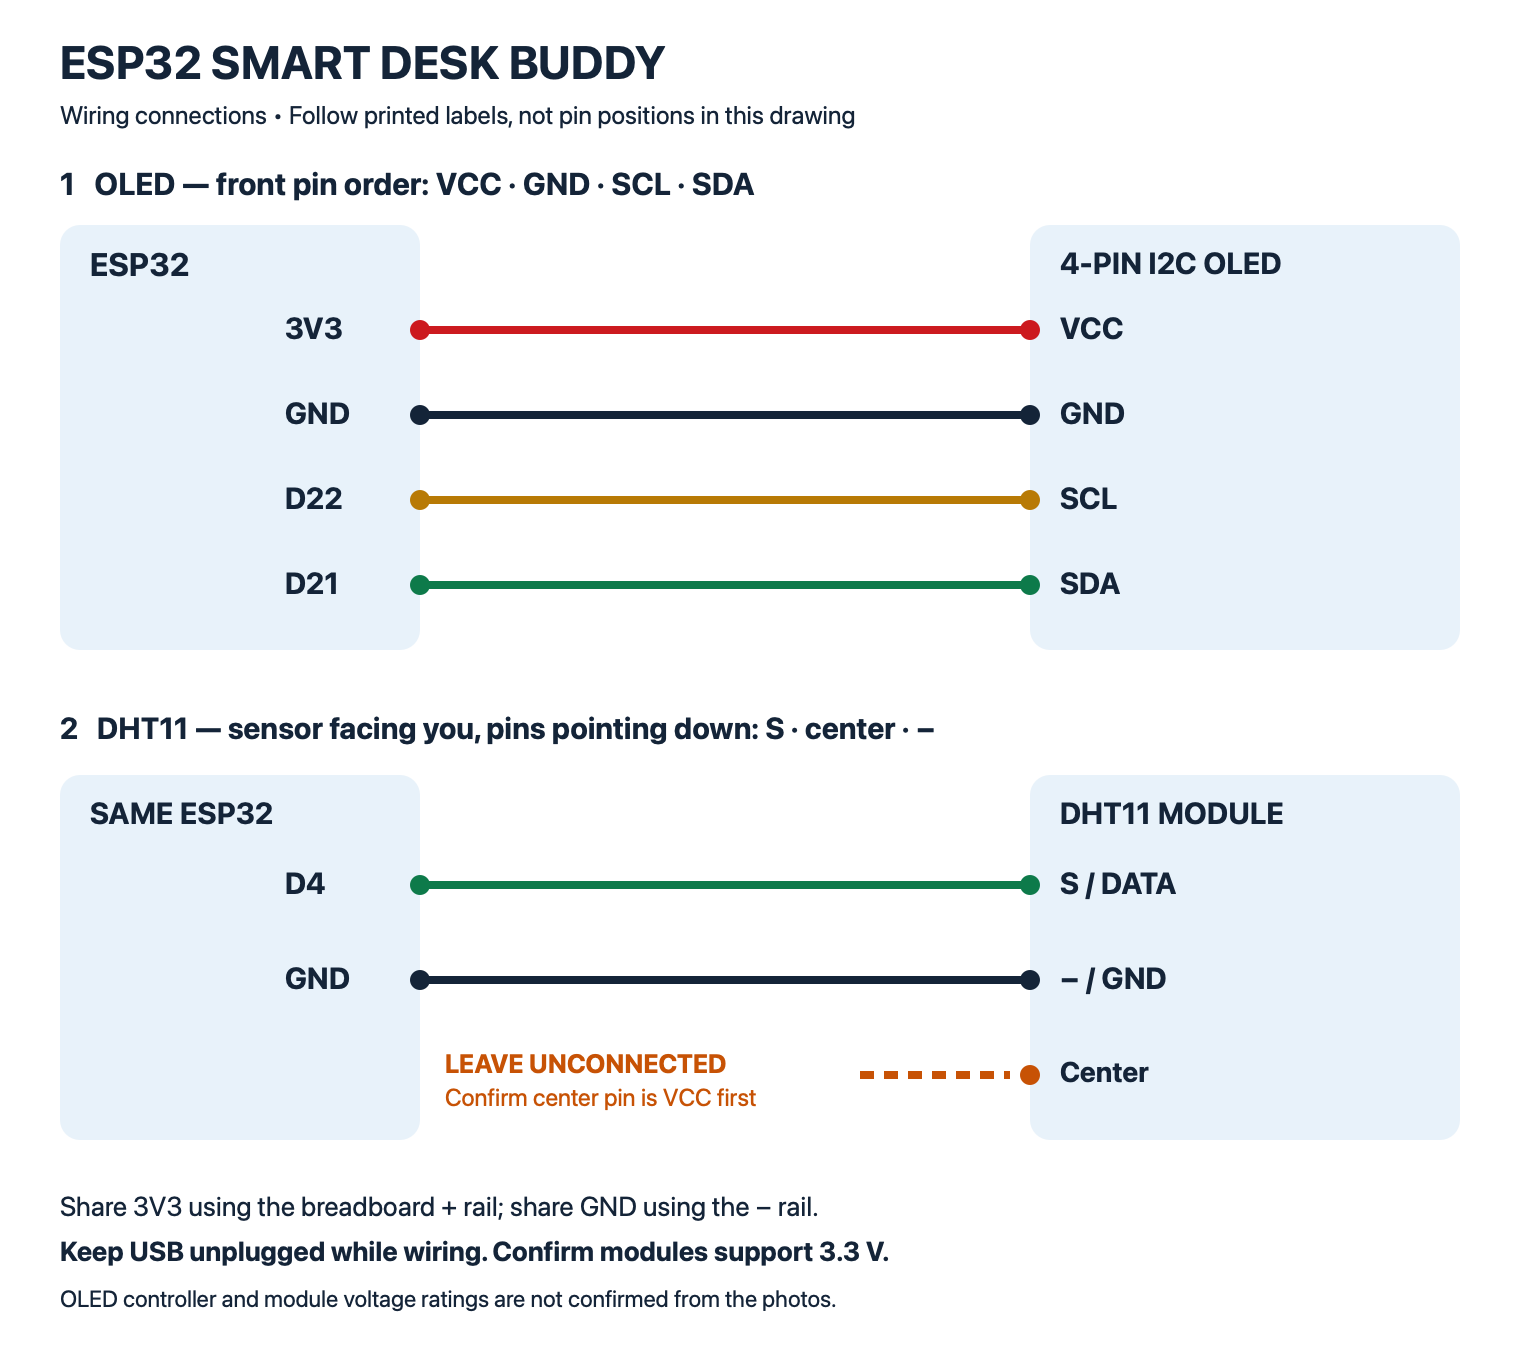 ESP32 SMART DESK BUDDY
Wiring connections • Follow printed labels, not pin positions in this drawing
1 OLED — front pin order: VCC · GND · SCL · SDA
ESP32
4-PIN I2C OLED
3V3
VCC
GND
GND
D22
SCL
D21
SDA
2 DHT11 — sensor facing you, pins pointing down: S · center · –
SAME ESP32
DHT11 MODULE
D4
S / DATA
GND
– / GND
LEAVE UNCONNECTED
Confirm center pin is VCC first
Center
Share 3V3 using the breadboard + rail; share GND using the – rail.
Keep USB unplugged while wiring. Confirm modules support 3.3 V.
OLED controller and module voltage ratings are not confirmed from the photos.